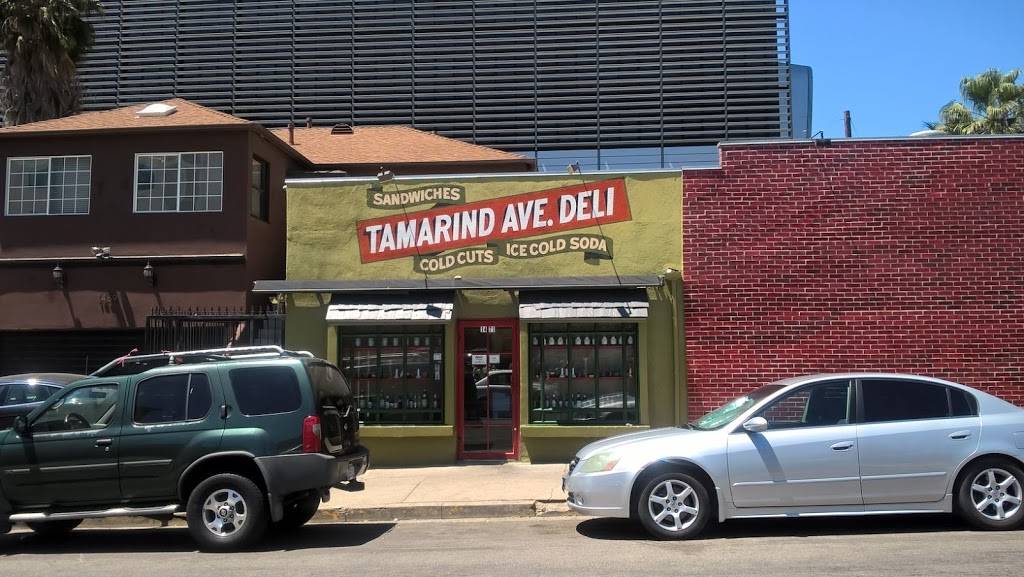 SANDWICHES
TAMARIND AVE. DELI
COLD CUTS
ICE COLD SODA